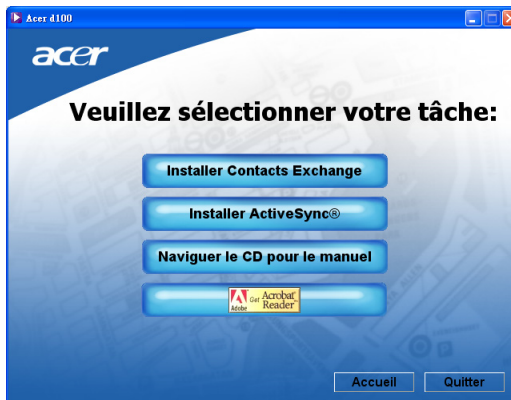 Acer d100
acer
Veuillez sélectionner votre tâche:
Installer Contacts Exchange
Installer ActiveSync®
Naviguer le CD pour le manuel
Adobe
Get Acrobat® Reader
Accueil
Quitter